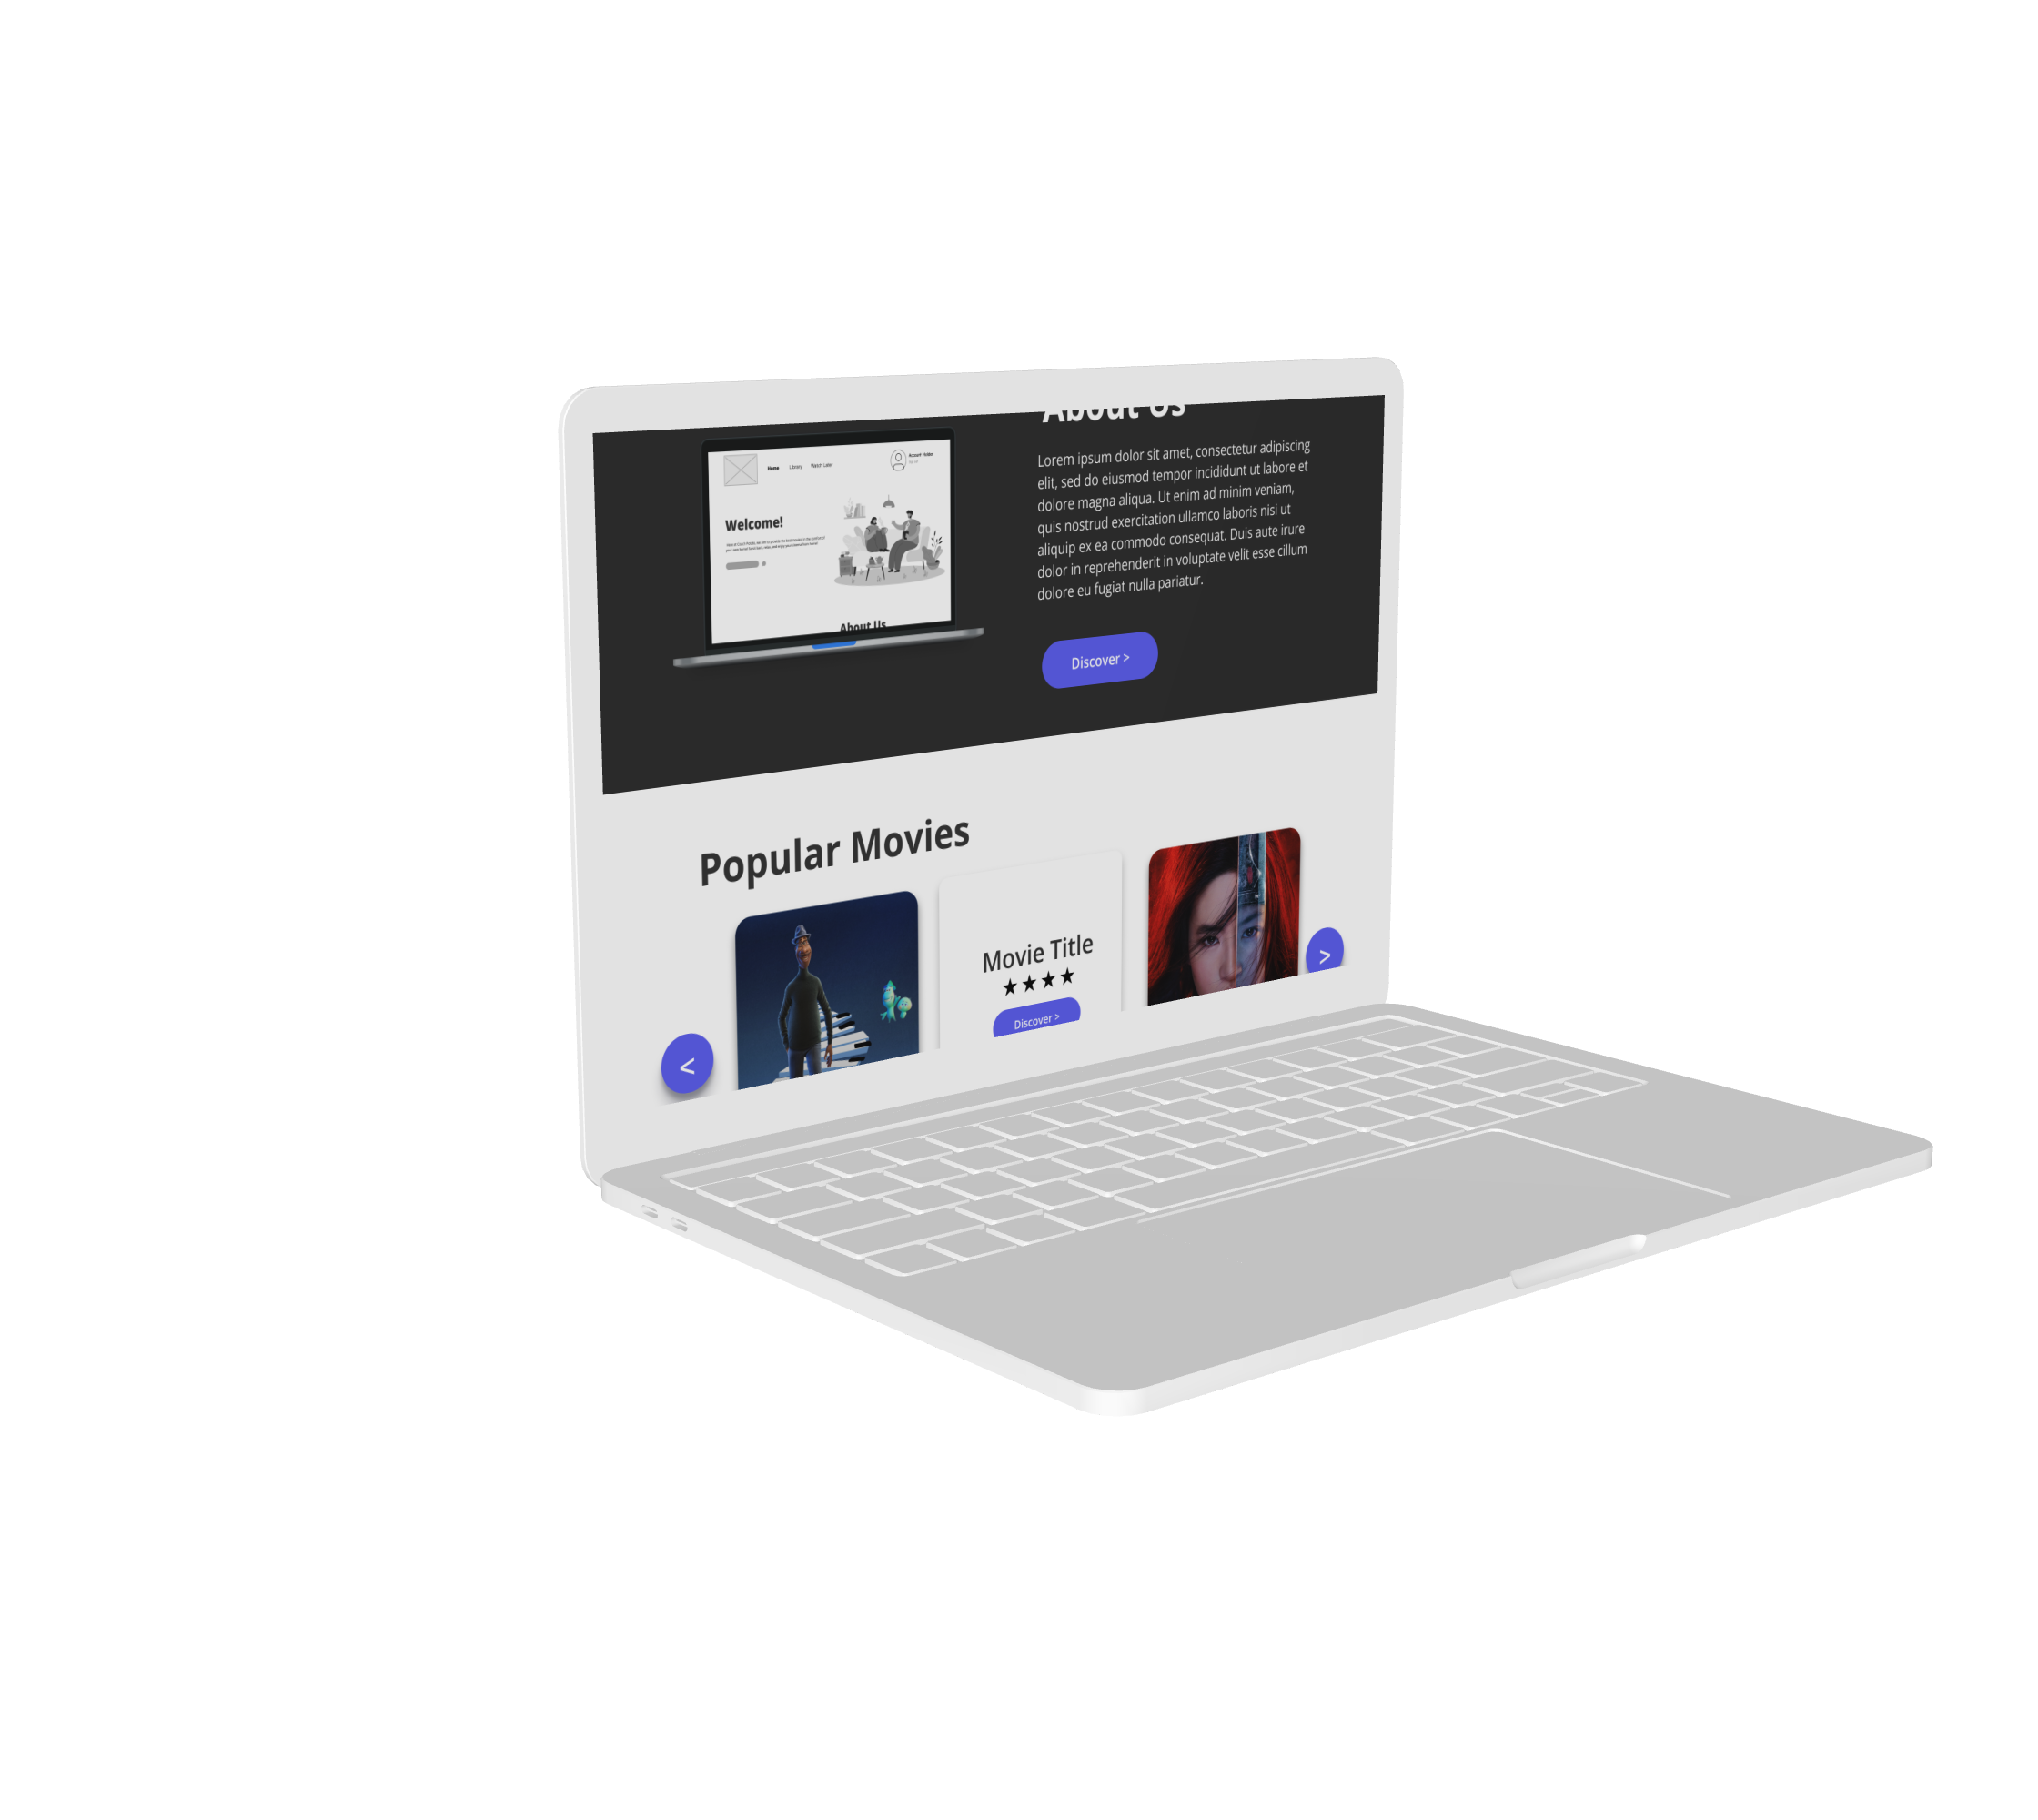 About Us
Lorem ipsum dolor sit amet, consectetur adipiscing
elit, sed do eiusmod tempor incididunt ut labore et
dolore magna aliqua. Ut enim ad minim veniam,
quis nostrud exercitation ullamco laboris nisi ut
aliquip ex ea commodo consequat. Duis aute irure
dolor in reprehenderit in voluptate velit esse cillum
dolore eu fugiat nulla pariatur.
Discover >
Home Library Watch Later
Account Holder
Welcome!
About Us
Popular Movies
Movie Title
★★★★
Discover >
<
>